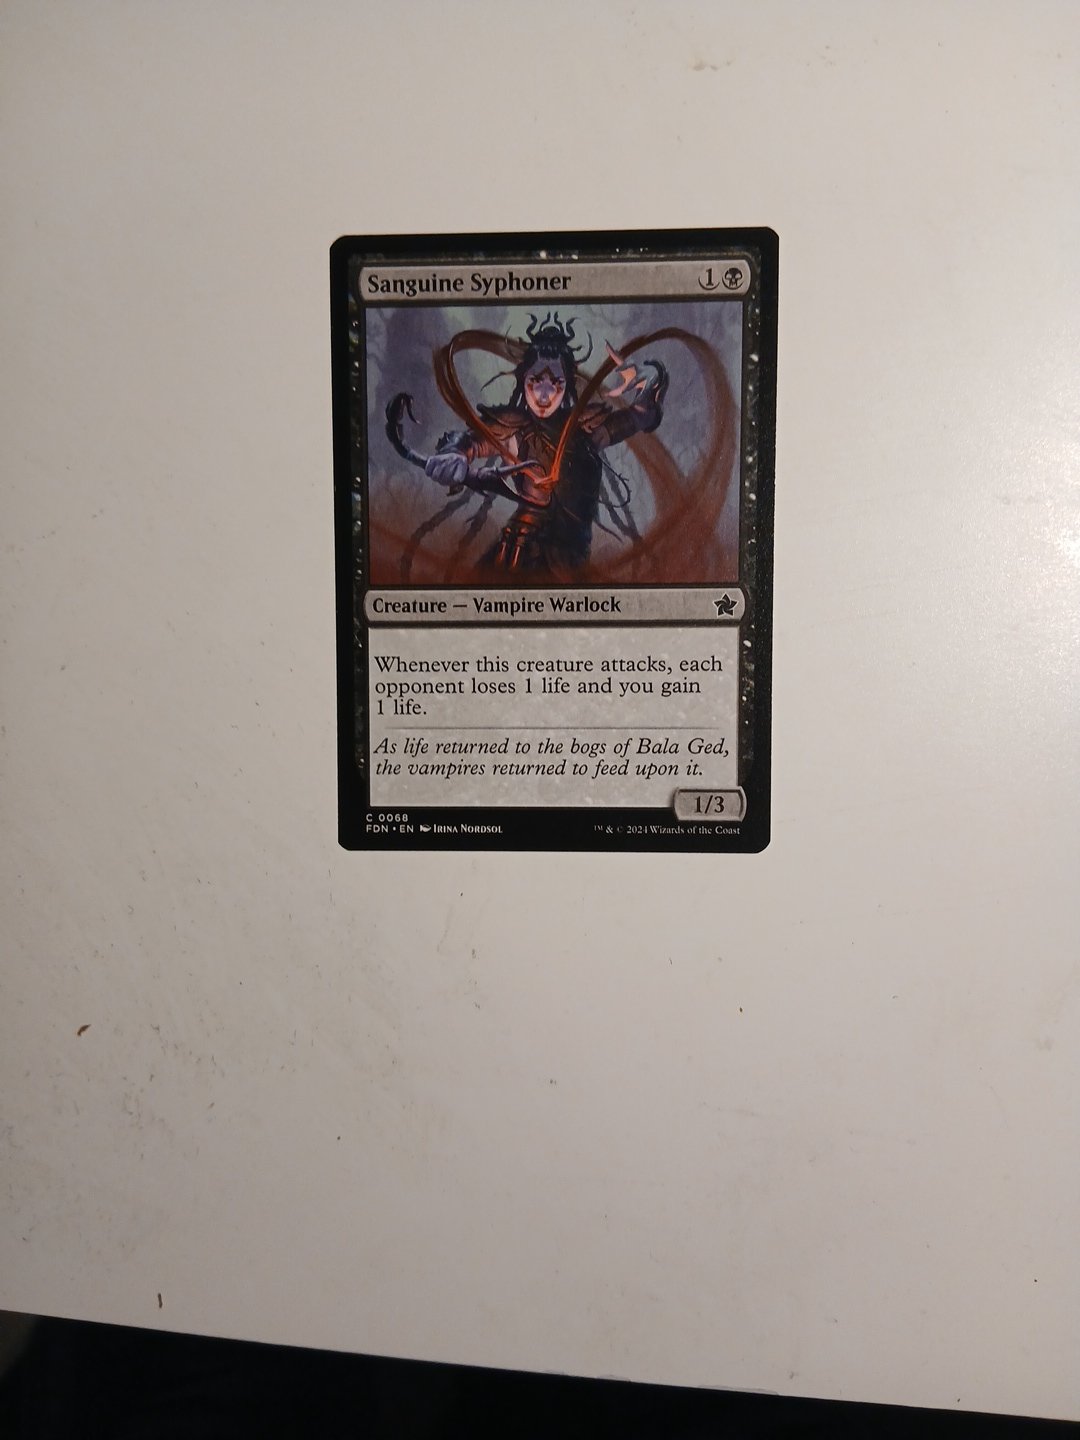 Sanguine Syphoner 1
Creature — Vampire Warlock
Whenever this creature attacks, each
opponent loses 1 life and you gain
1 life.
As life returned to the bogs of Bala Ged,
the vampires returned to feed upon it.
1/3
C 0068
FDN • EN Irina Nordsol
™ & © 2024 Wizards of the Coast